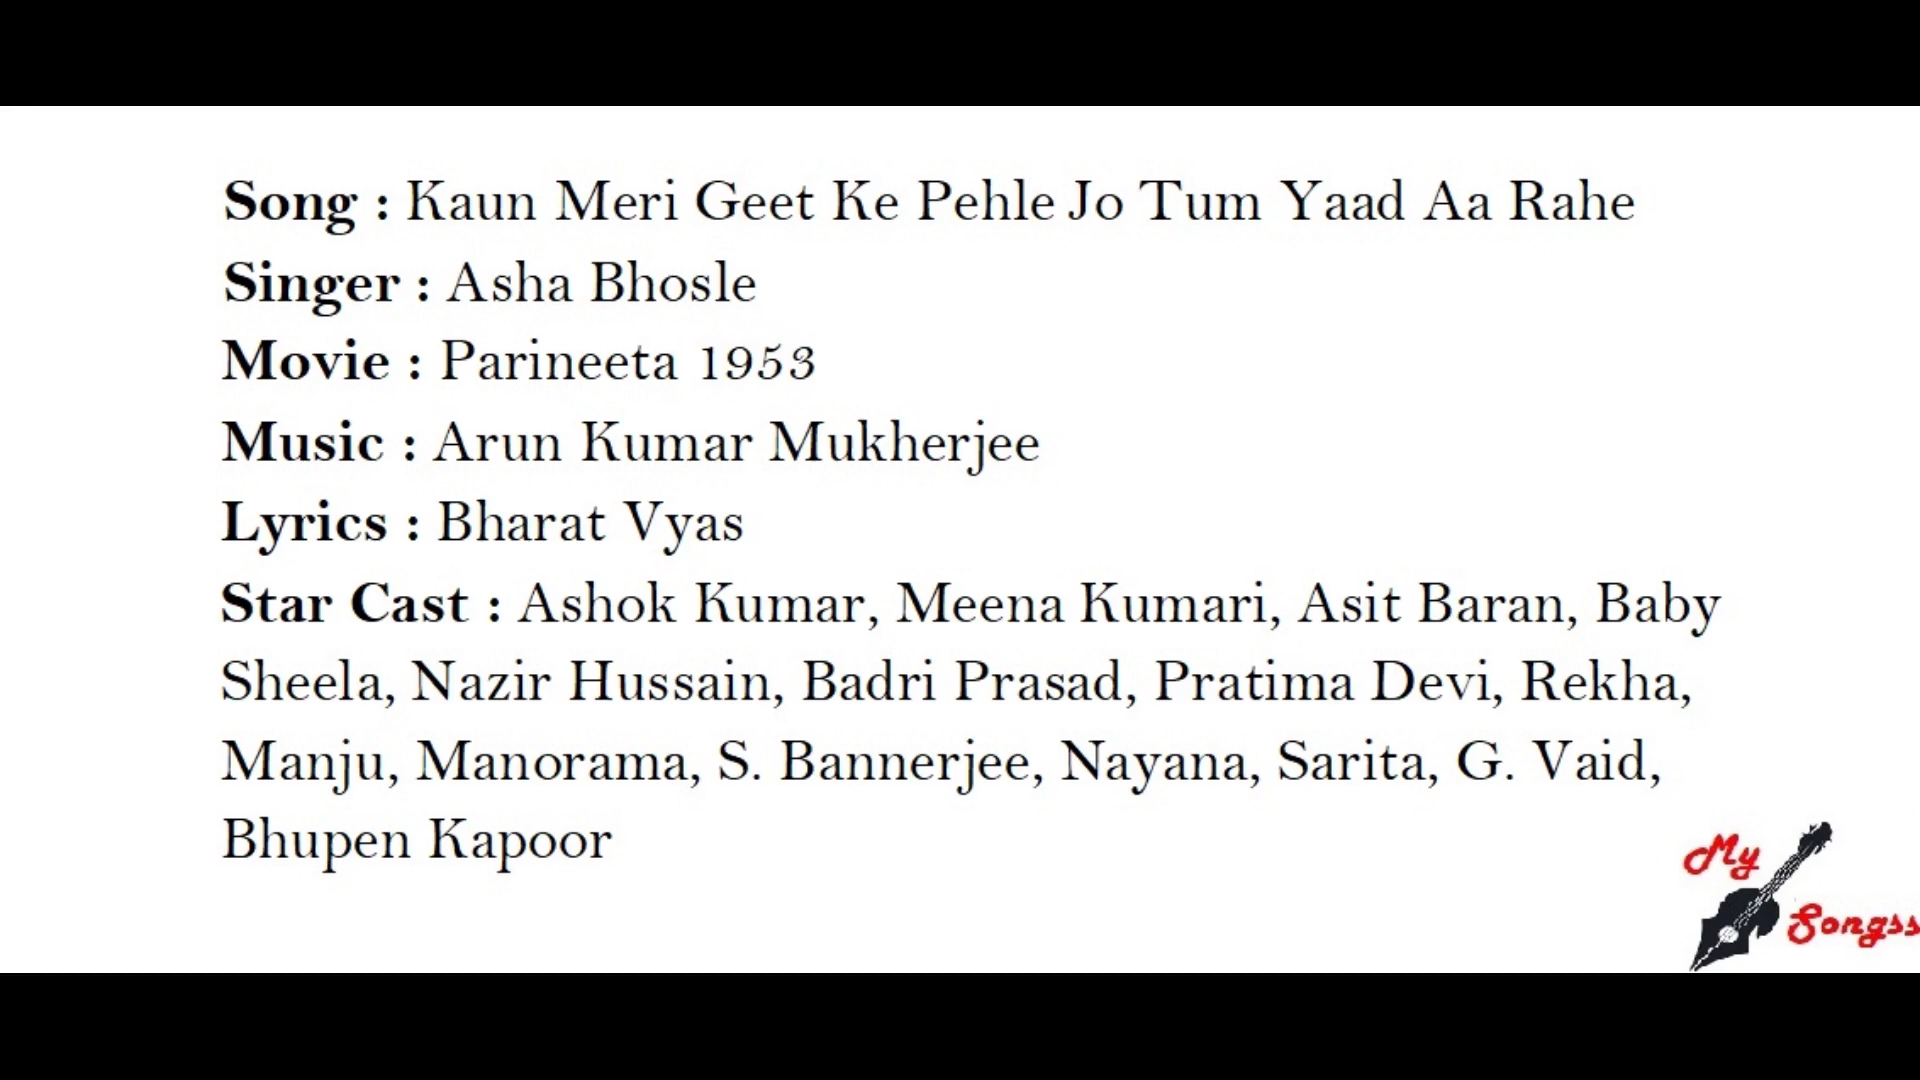 Song : Kaun Meri Geet Ke Pehle Jo Tum Yaad Aa Rahe
Singer : Asha Bhosle
Movie : Parineeta 1953
Music : Arun Kumar Mukherjee
Lyrics : Bharat Vyas
Star Cast : Ashok Kumar, Meena Kumari, Asit Baran, Baby
Sheela, Nazir Hussain, Badri Prasad, Pratima Devi, Rekha,
Manju, Manorama, S. Bannerjee, Nayana, Sarita, G. Vaid,
Bhupen Kapoor
My
Songss